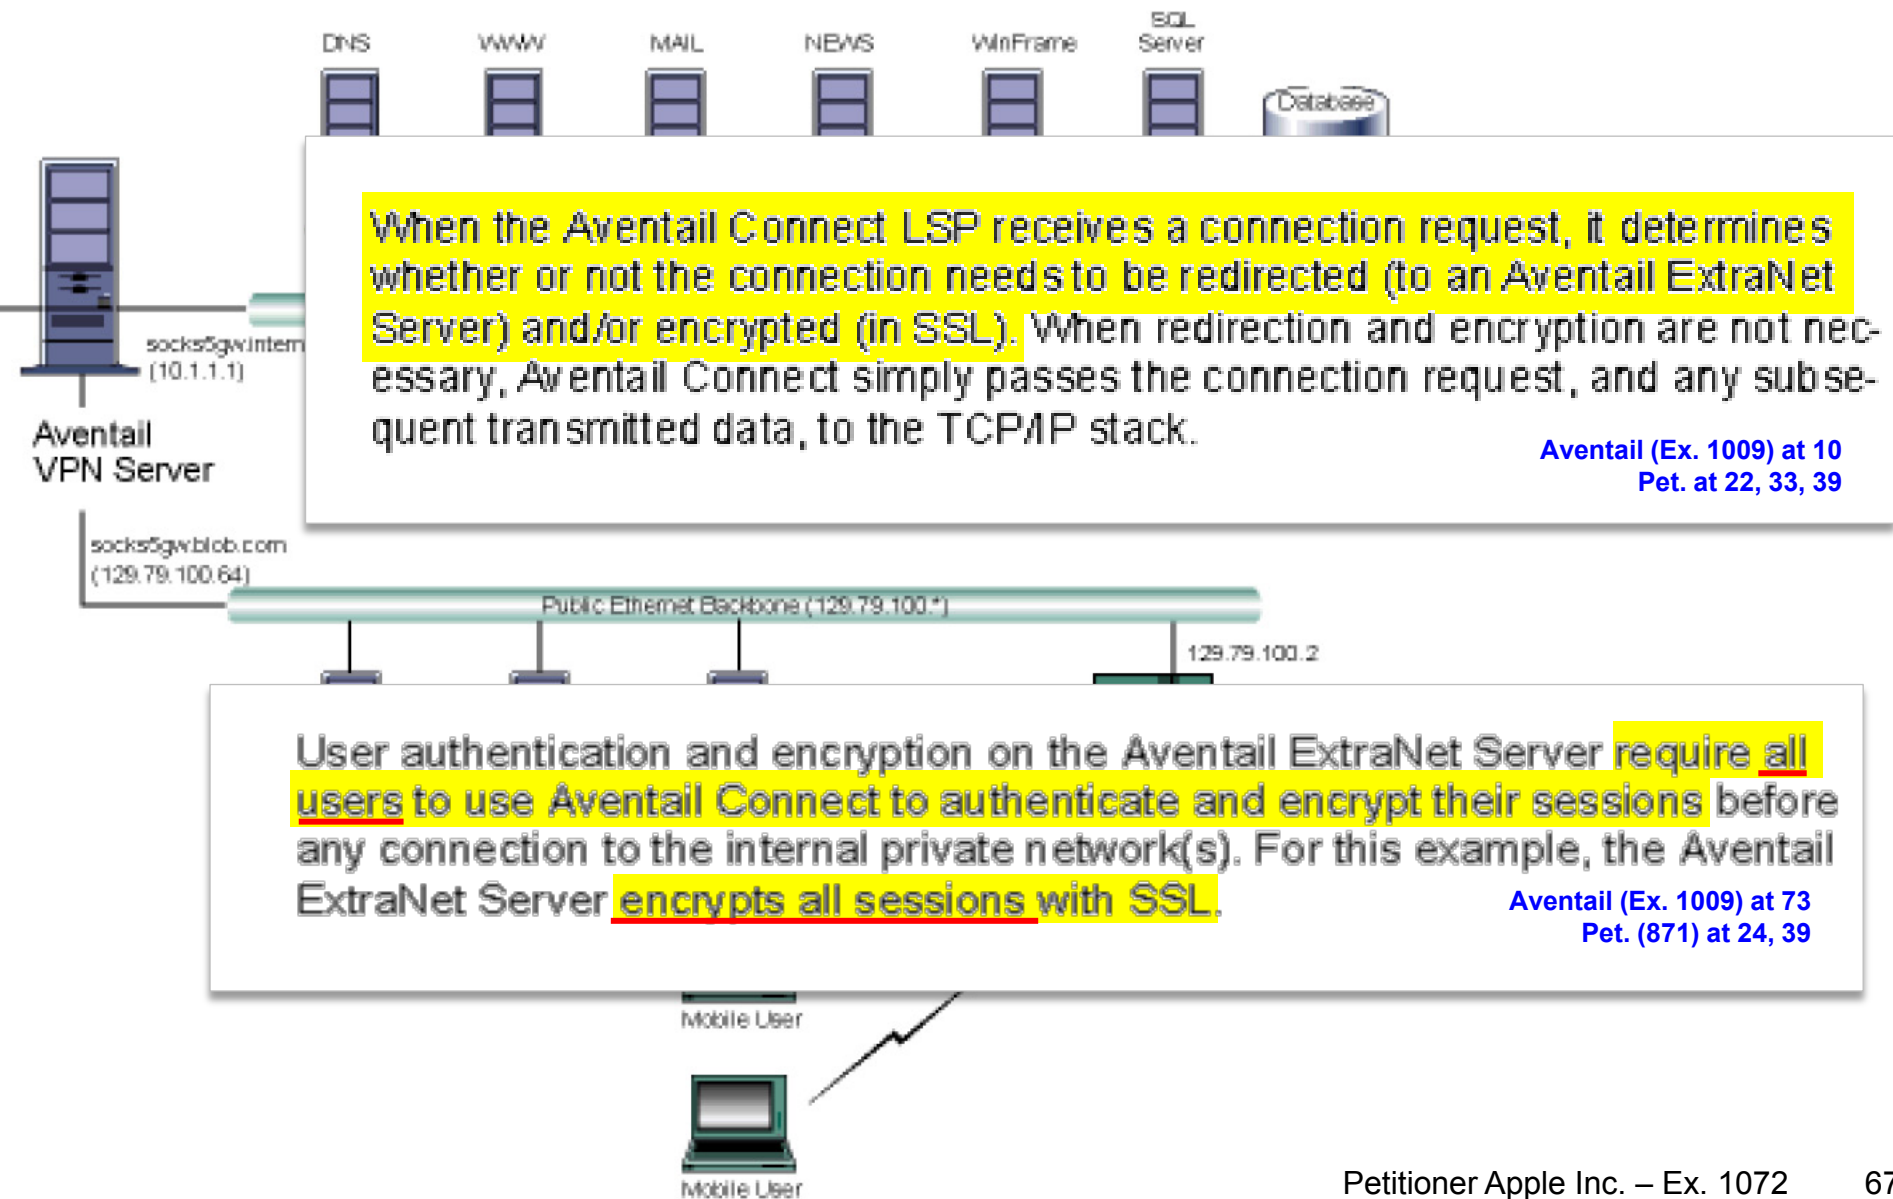 DNS
WWW
MAIL
NEWS
WinFrame
SQL
Server
Database
When the Aventail Connect LSP receives a connection request, it determines
whether or not the connection needs to be redirected (to an Aventail ExtraNet
Server) and/or encrypted (in SSL). When redirection and encryption are not nec-
essary, Aventail Connect simply passes the connection request, and any subse-
quent transmitted data, to the TCP/IP stack.
Aventail (Ex. 1009) at 10
Pet. at 22, 33, 39
socks5gw.intern
(10.1.1.1)
Aventail
VPN Server
socks5gw.blob.com
(129.79.100.64)
Public Ethernet Backbone (129.79.100.*)
129.79.100.2
User authentication and encryption on the Aventail ExtraNet Server require all
users to use Aventail Connect to authenticate and encrypt their sessions before
any connection to the internal private network(s). For this example, the Aventail
ExtraNet Server encrypts all sessions with SSL.
Aventail (Ex. 1009) at 73
Pet. (871) at 24, 39
Mobile User
Mobile User
Petitioner Apple Inc. – Ex. 1072 67